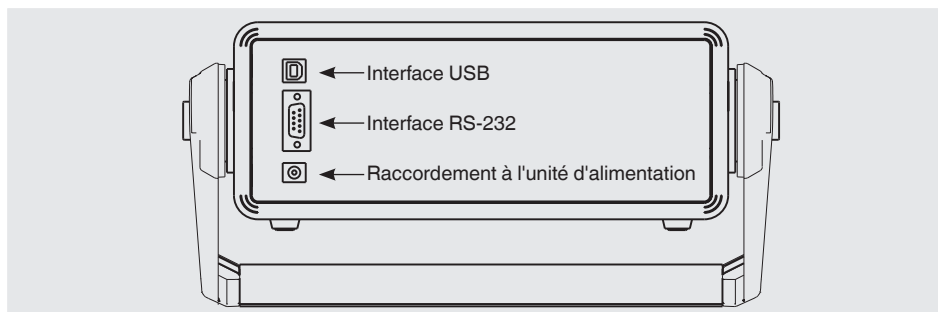 Interface USB
Interface RS-232
Raccordement à l'unité d'alimentation